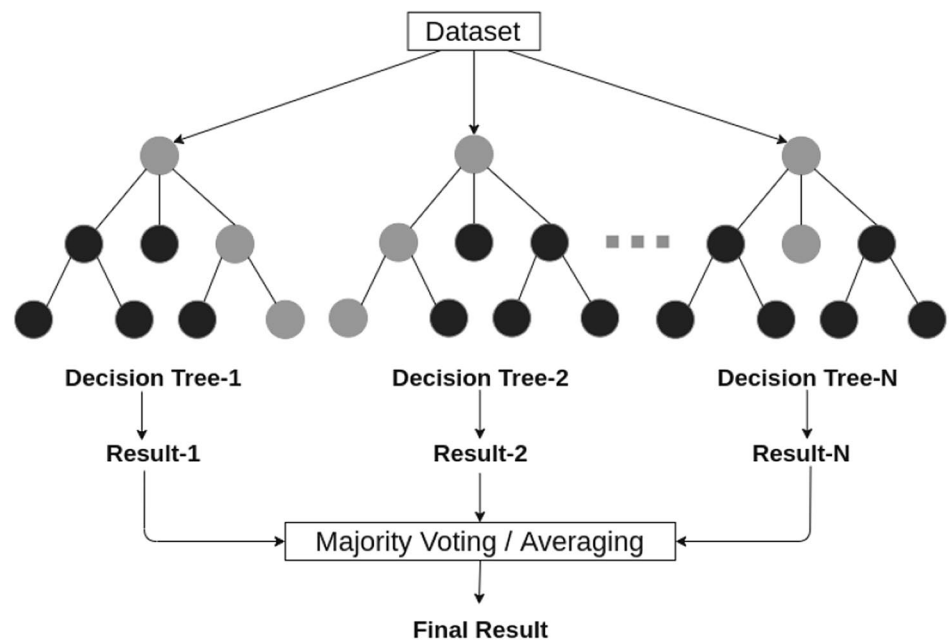 Dataset
Decision Tree-1
Decision Tree-2
Decision Tree-N
Result-1
Result-2
Result-N
Majority Voting / Averaging
Final Result